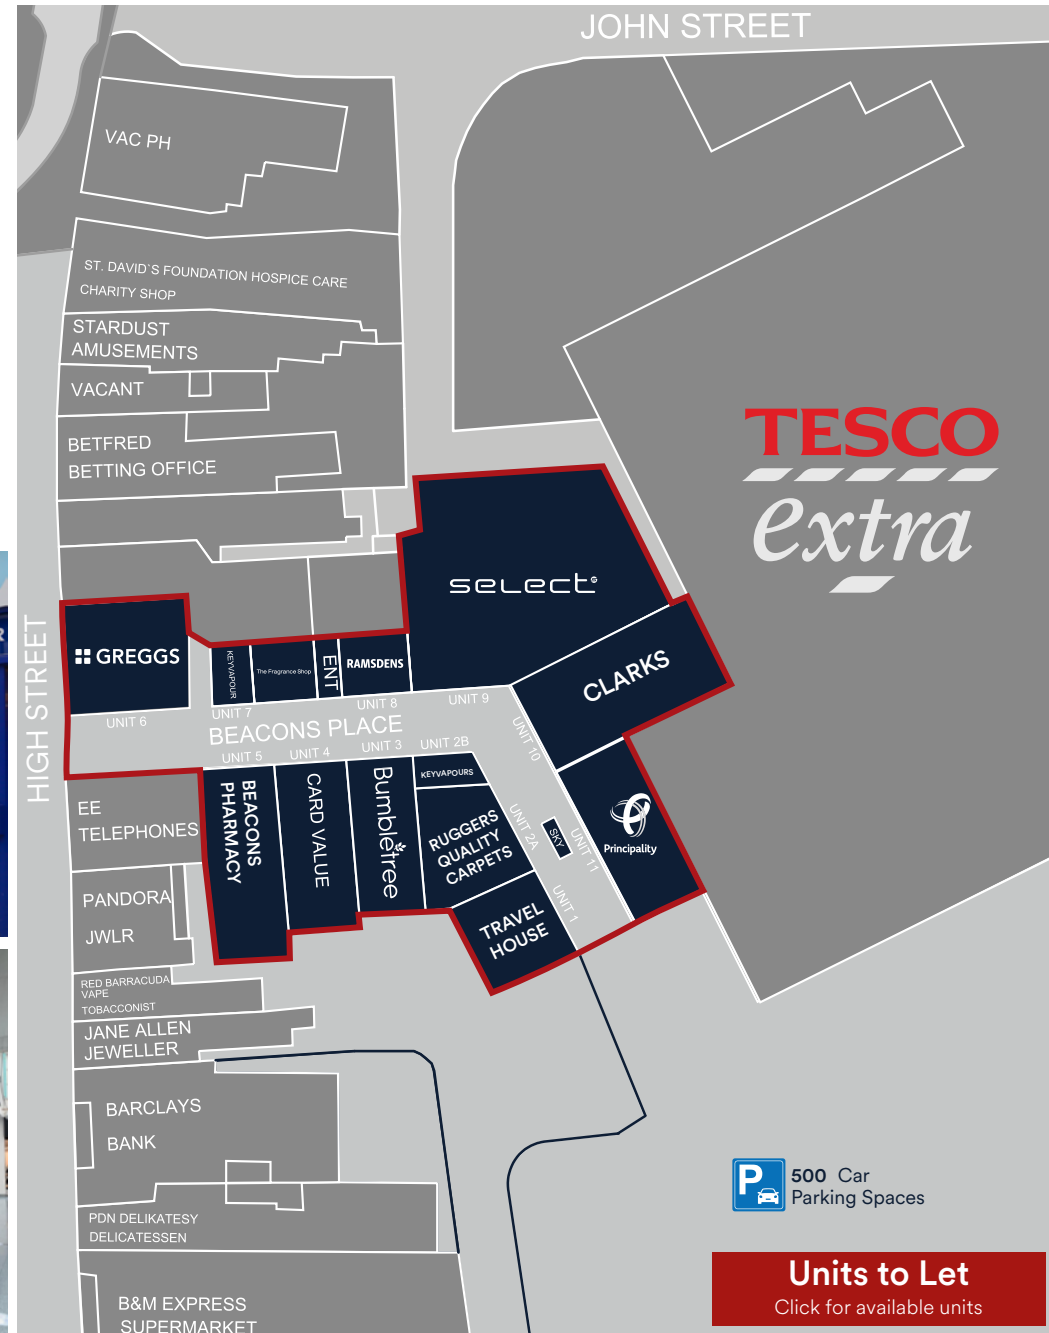 JOHN STREET
VAC PH
ST. DAVID`S FOUNDATION HOSPICE CARE
CHARITY SHOP
STARDUST
AMUSEMENTS
VACANT
BETFRED
BETTING OFFICE
TESCO
extra
select
HIGH STREET
GREGGS
KEYVAPOUR
The Fragrance Shop
ENT
RAMSDENS
CLARKS
UNIT 6
UNIT 7
UNIT 8
UNIT 9
BEACONS PLACE
UNIT 10
UNIT 5
UNIT 4
UNIT 3
UNIT 2B
EE
TELEPHONES
BEACONS
PHARMACY
CARD VALUE
Bumbletree
KEYVAPOURS
RUGGERS
QUALITY
CARPETS
UNIT 2A
SKY
UNIT 11
Principality
UNIT 1
TRAVEL
HOUSE
PANDORA
JWLR
RED BARRACUDA
VAPE
TOBACCONIST
JANE ALLEN
JEWELLER
BARCLAYS
BANK
PDN DELIKATESY
DELICATESSEN
B&M EXPRESS
SUPERMARKET
P
500 Car
Parking Spaces
Units to Let
Click for available units